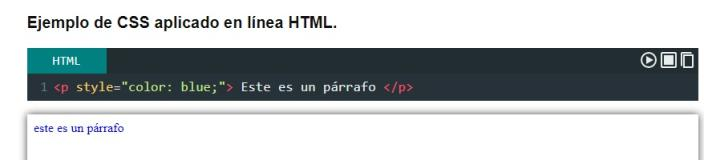 Ejemplo de CSS aplicado en línea HTML.
HTML
1 <p style="color: blue;"> Este es un párrafo </p>
este es un párrafo